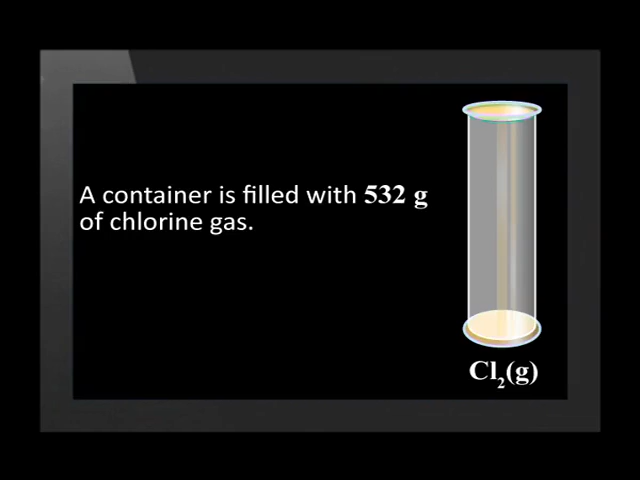 A container is filled with 532 g
of chlorine gas.
Cl₂(g)